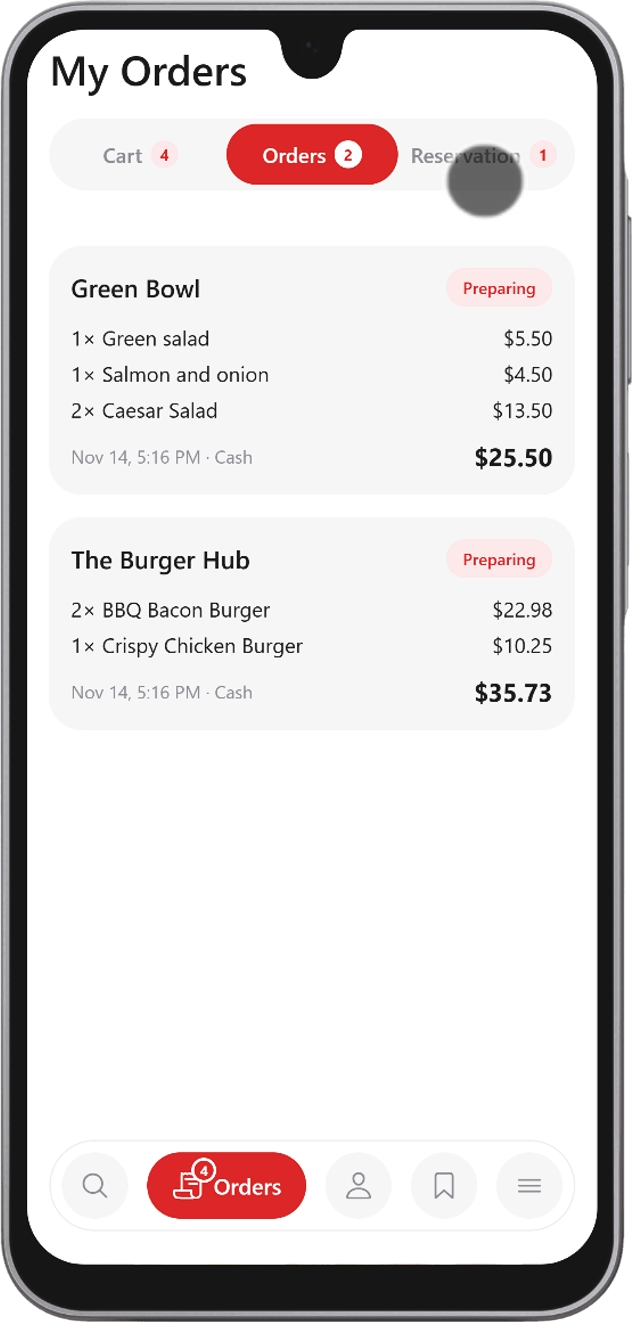 My Orders
Cart 4
Orders 2
Reservation 1
Green Bowl
Preparing
1× Green salad $5.50
1× Salmon and onion $4.50
2× Caesar Salad $13.50
Nov 14, 5:16 PM · Cash $25.50
The Burger Hub
Preparing
2× BBQ Bacon Burger $22.98
1× Crispy Chicken Burger $10.25
Nov 14, 5:16 PM · Cash $35.73
4 Orders